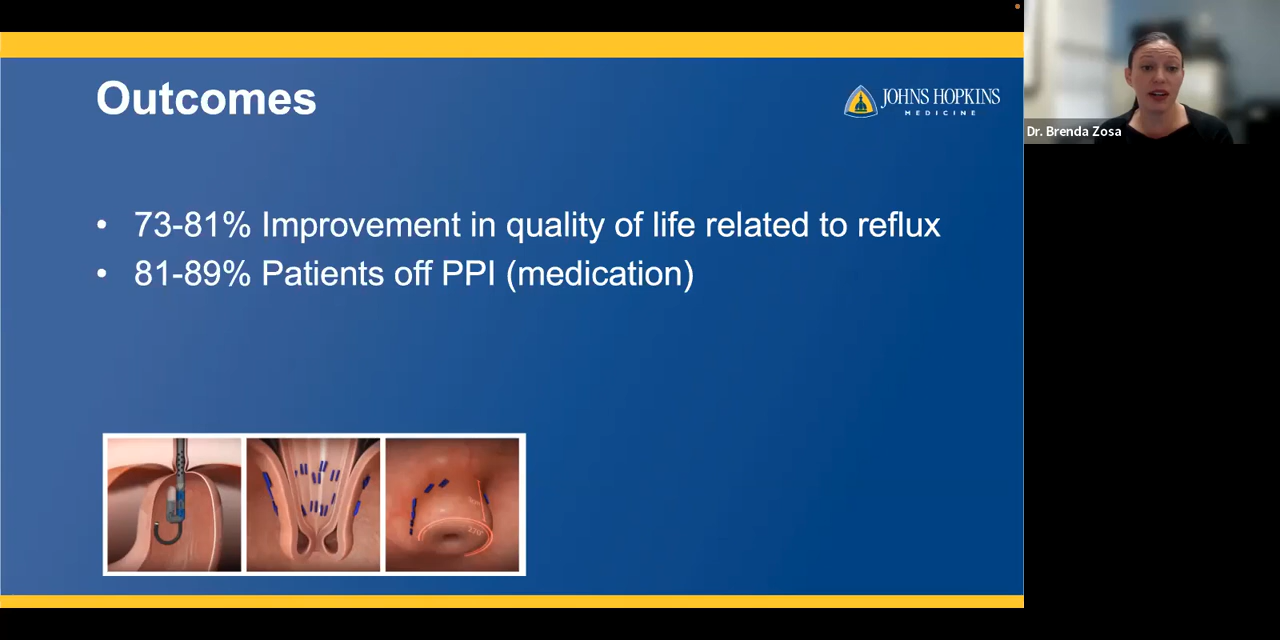 Outcomes
JOHNS HOPKINS
MEDICINE
Dr. Brenda Zosa
• 73-81% Improvement in quality of life related to reflux
• 81-89% Patients off PPI (medication)